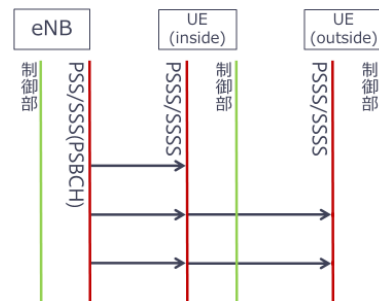 eNB
UE
(inside)
UE
(outside)
制御部
PSS/SSS(PSBCH)
PSSS/SSSS
制御部
PSSS/SSSS
制御部